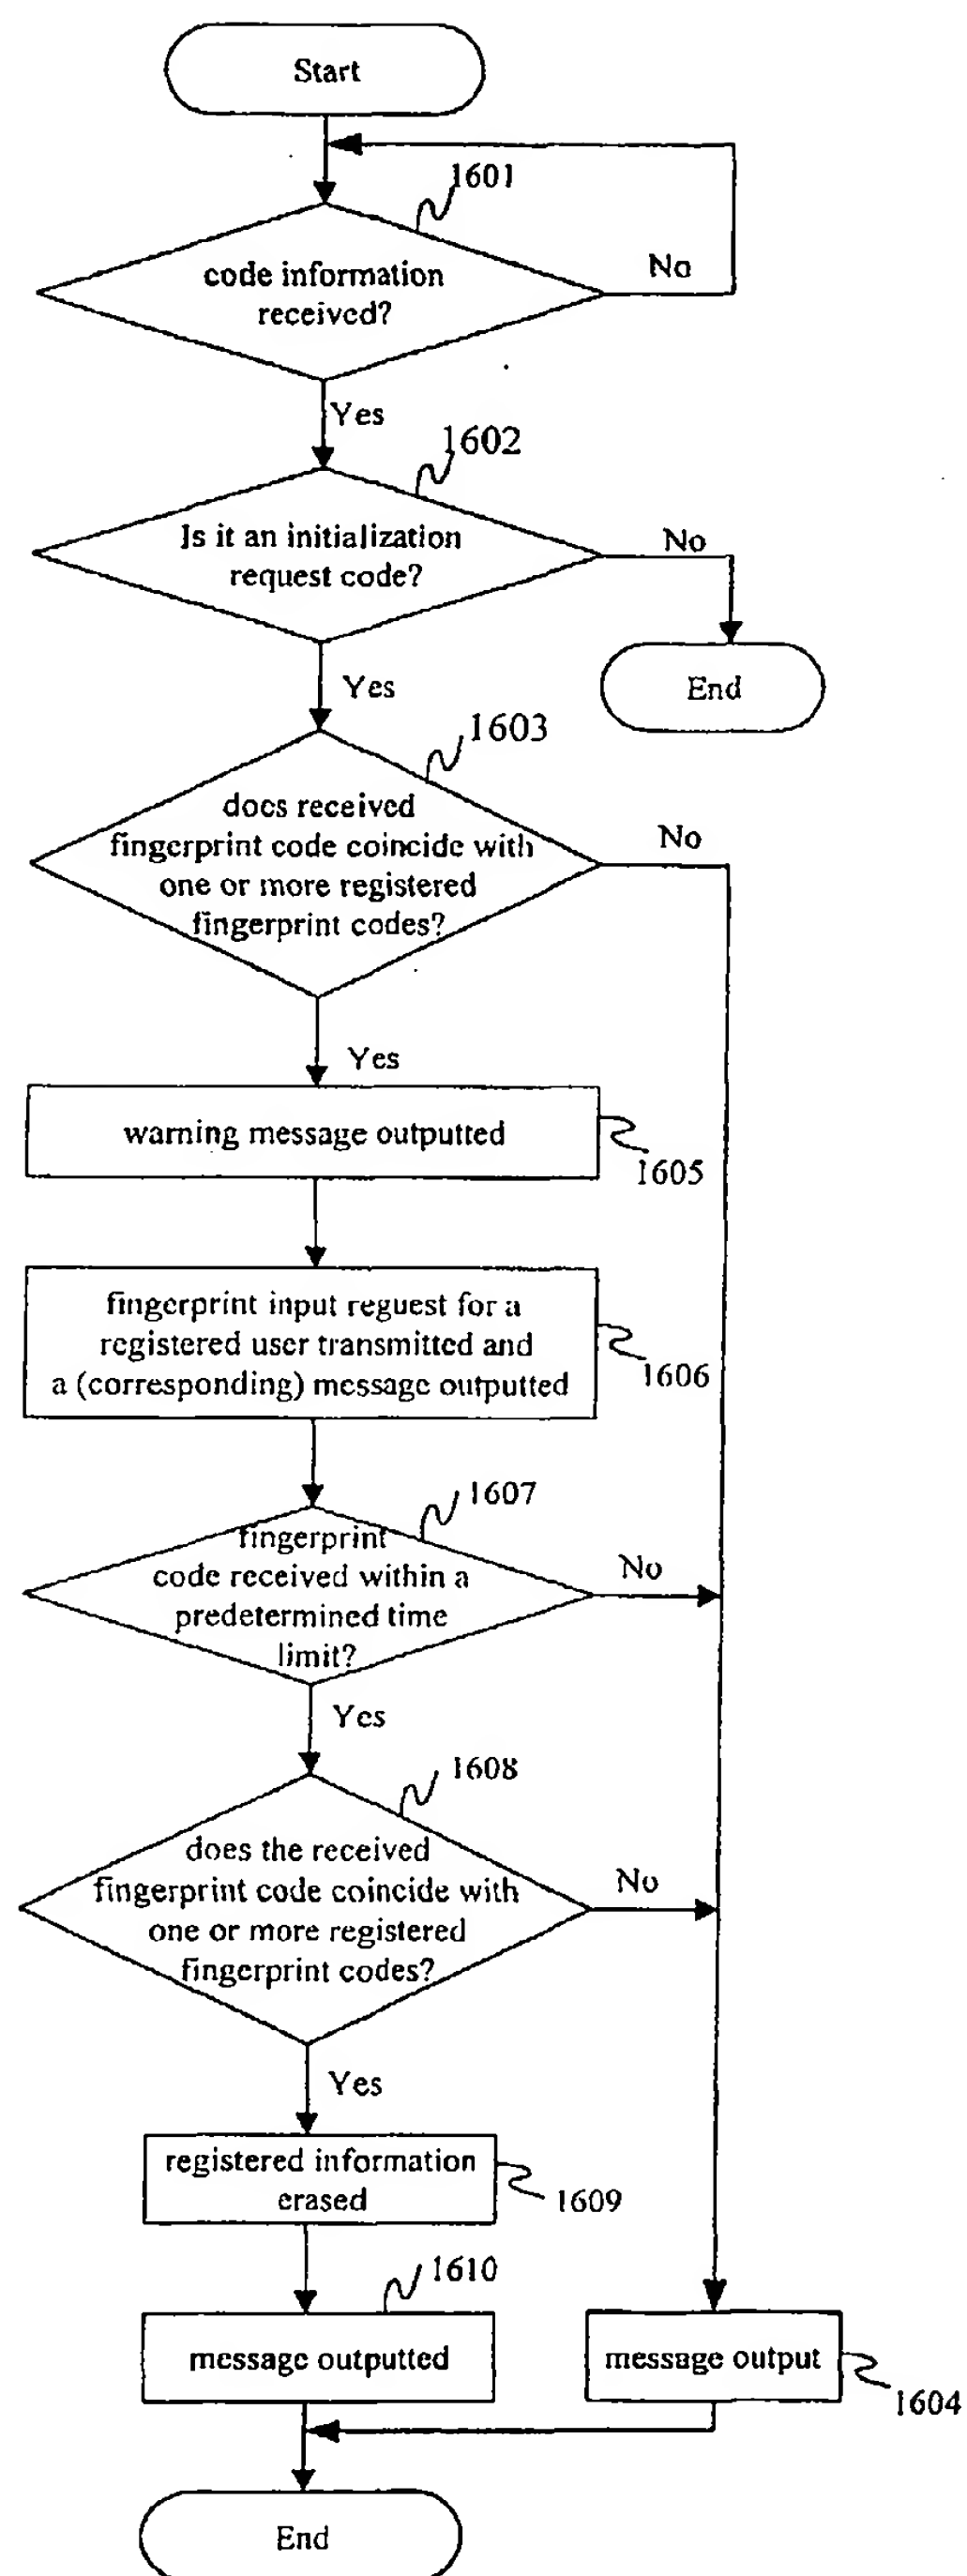 Start
1601
code information
received?
No
Yes
1602
Is it an initialization
request code?
No
End
Yes
1603
does received
fingerprint code coincide with
one or more registered
fingerprint codes?
No
Yes
warning message outputted
1605
fingerprint input reguest for a
registered user transmitted and
a (corresponding) message outputted
1606
1607
fingerprint
code received within a
predetermined time
limit?
No
Yes
1608
does the received
fingerprint code coincide with
one or more registered
fingerprint codes?
No
Yes
registered information
erased
1609
1610
message outputted
message output
1604
End